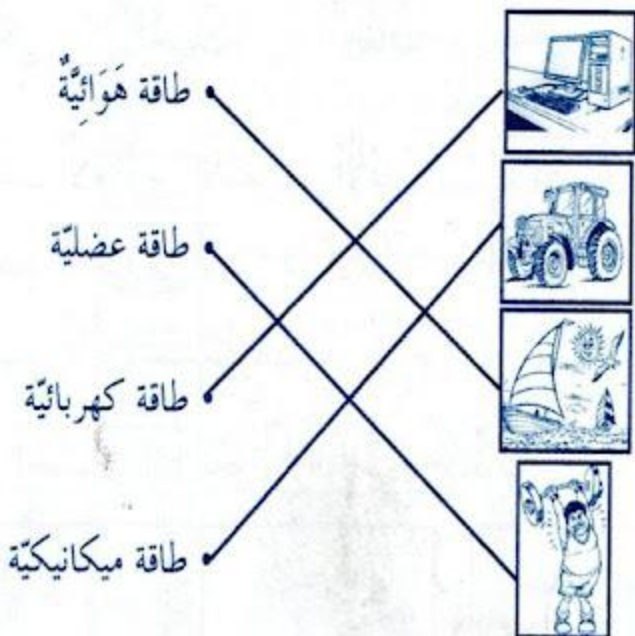 طاقة هَوَائِيَّةٌ
طاقة عضليّة
طاقة كهربائيّة
طاقة ميكانيكيّة